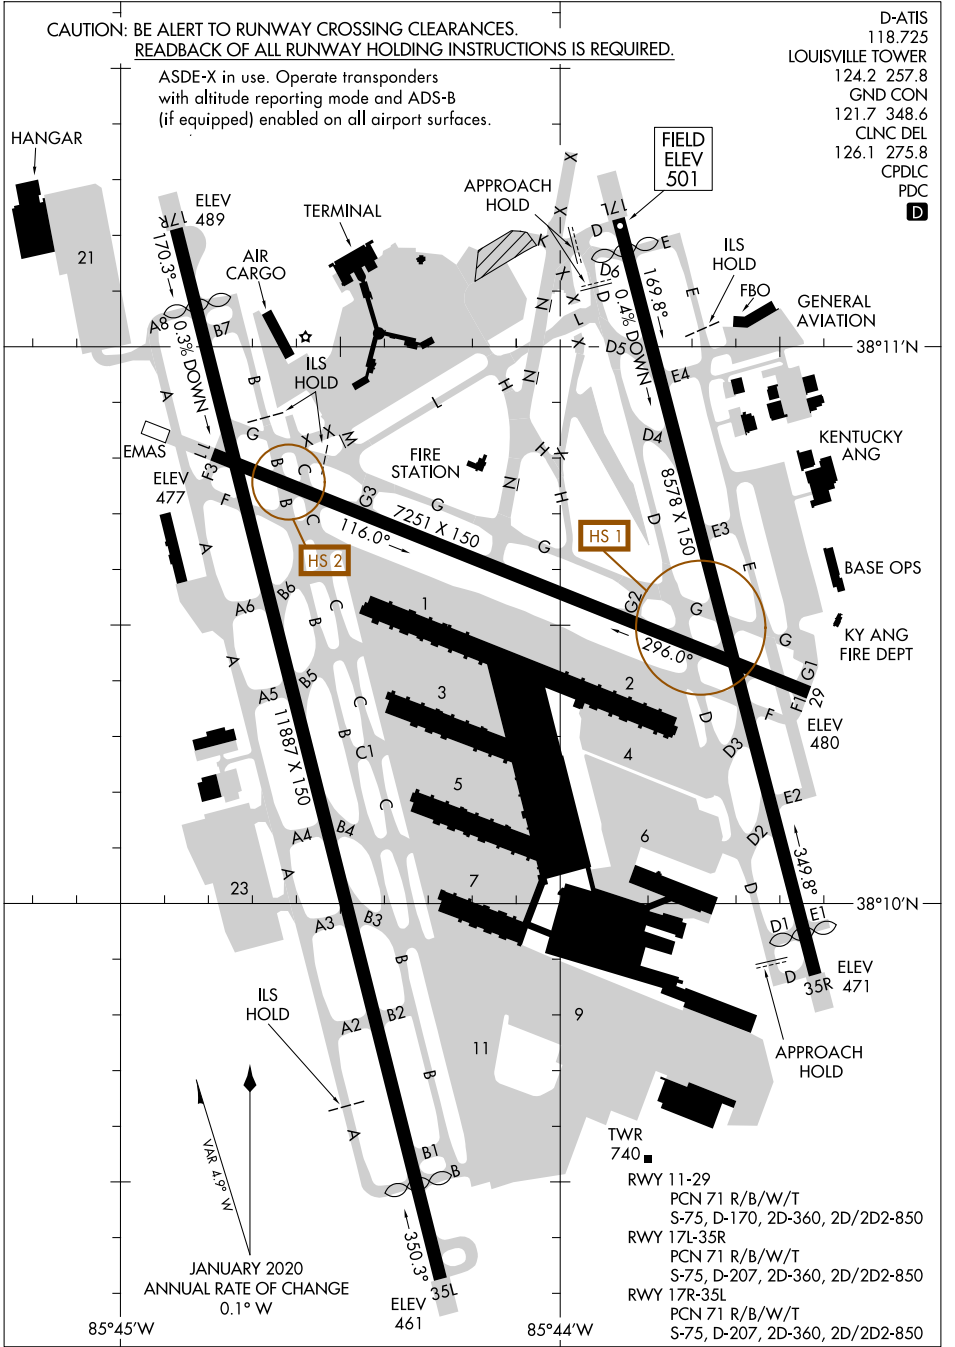 CAUTION: BE ALERT TO RUNWAY CROSSING CLEARANCES.
READBACK OF ALL RUNWAY HOLDING INSTRUCTIONS IS REQUIRED.
ASDE-X in use. Operate transponders
with altitude reporting mode and ADS-B
(if equipped) enabled on all airport surfaces.
D-ATIS
118.725
LOUISVILLE TOWER
124.2 257.8
GND CON
121.7 348.6
CLNC DEL
126.1 275.8
CPDLC
PDC
D
HANGAR
21
ELEV
489
17R
170.3°
TERMINAL
AIR
CARGO
APPROACH
HOLD
FIELD
ELEV
501
17L
X
X
K
X
X
L
X
D
E
D6
D
D5
169.8°
0.4% DOWN
E
ILS
HOLD
FBO
GENERAL
AVIATION
38°11'N
A8
B7
0.3% DOWN
B
A
ILS
HOLD
N
N
H
L
E4
D4
EMAS
11
F3
G
X
X
M
B
C
B
C
F
ELEV
477
A
FIRE
STATION
G3
G
N
H
X
H
G
KENTUCKY
ANG
8578 X 150
D
E3
E
7251 X 150
116.0°
HS 1
HS 2
BASE OPS
A6
B6
C
B
1
G2
G
G
296.0°
KY ANG
FIRE DEPT
G1
F1
29
ELEV
480
A
A5
B5
C
B
C1
C
11887 X 150
3
2
4
D
D3
F
5
6
E2
D2
A4
B4
A
23
7
D
349.8°
38°10'N
A3
B3
B
D1
E1
D
35R
ELEV
471
ILS
HOLD
A2
B2
11
9
APPROACH
HOLD
A
B
B1
B
TWR
740
VAR 4.9° W
JANUARY 2020
ANNUAL RATE OF CHANGE
0.1° W
350.3°
35L
ELEV
461
RWY 11-29
PCN 71 R/B/W/T
S-75, D-170, 2D-360, 2D/2D2-850
RWY 17L-35R
PCN 71 R/B/W/T
S-75, D-207, 2D-360, 2D/2D2-850
RWY 17R-35L
PCN 71 R/B/W/T
S-75, D-207, 2D-360, 2D/2D2-850
85°45'W
85°44'W